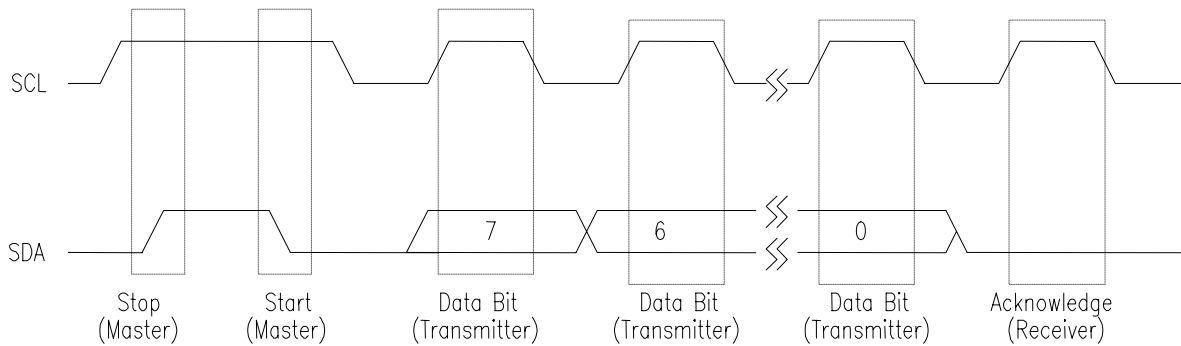 SCL
SDA
7
6
0
Stop
(Master)
Start
(Master)
Data Bit
(Transmitter)
Data Bit
(Transmitter)
Data Bit
(Transmitter)
Acknowledge
(Receiver)